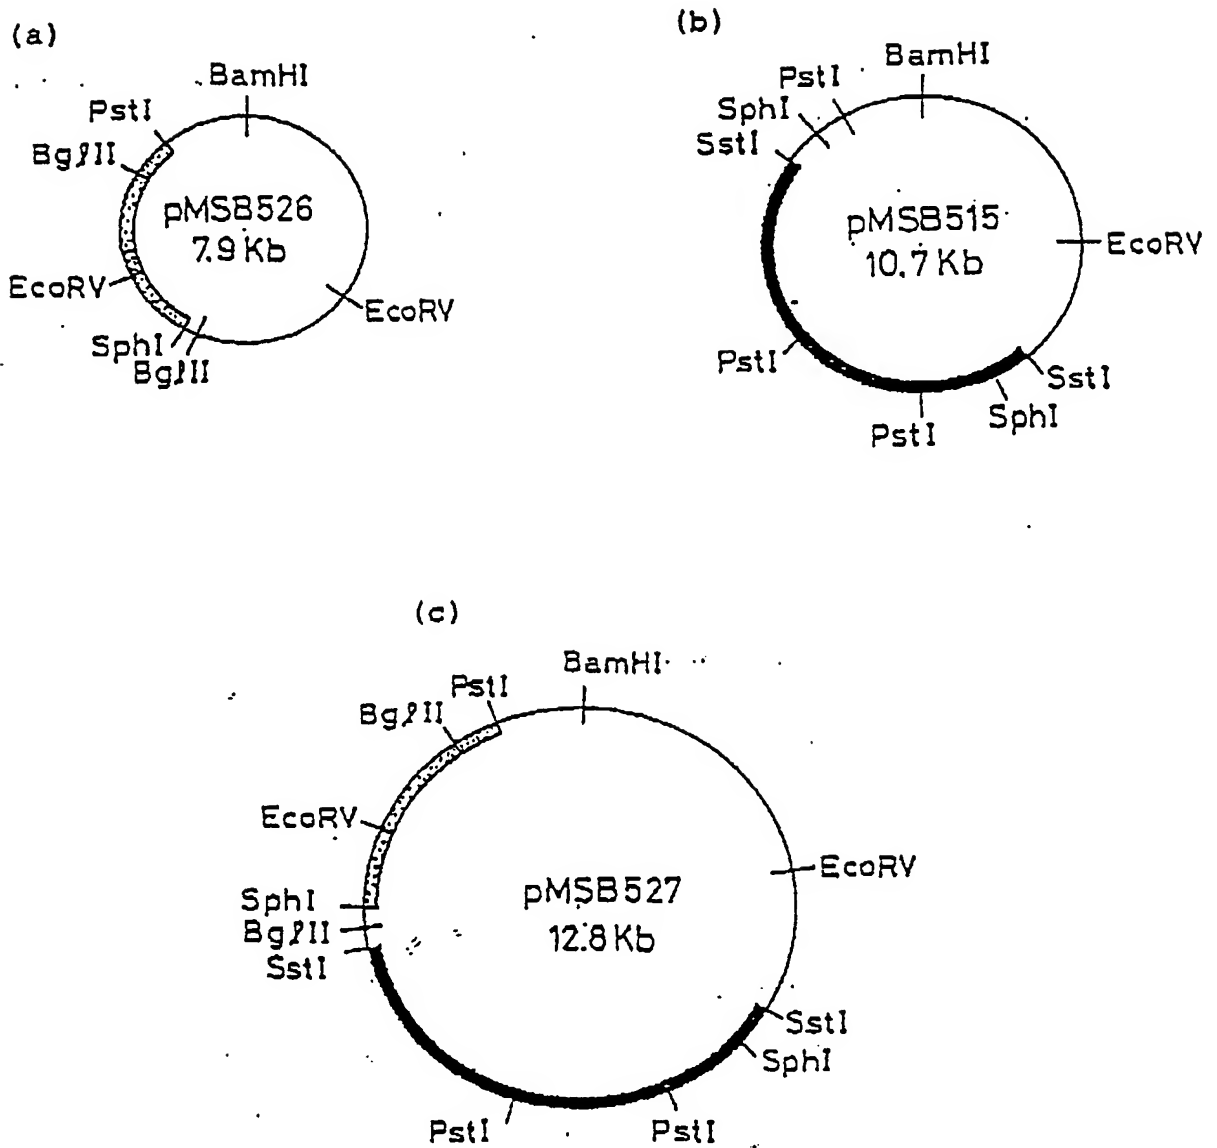 (a)
BamHI
PstI
BglII
pMSB526
7.9 Kb
EcoRV
EcoRV
SphI
BglII
(b)
BamHI
PstI
SphI
SstI
pMSB515
10.7 Kb
EcoRV
PstI
SstI
SphI
PstI
(c)
BamHI
PstI
BglII
EcoRV
EcoRV
pMSB527
12.8 Kb
SphI
BglII
SstI
SstI
SphI
PstI
PstI